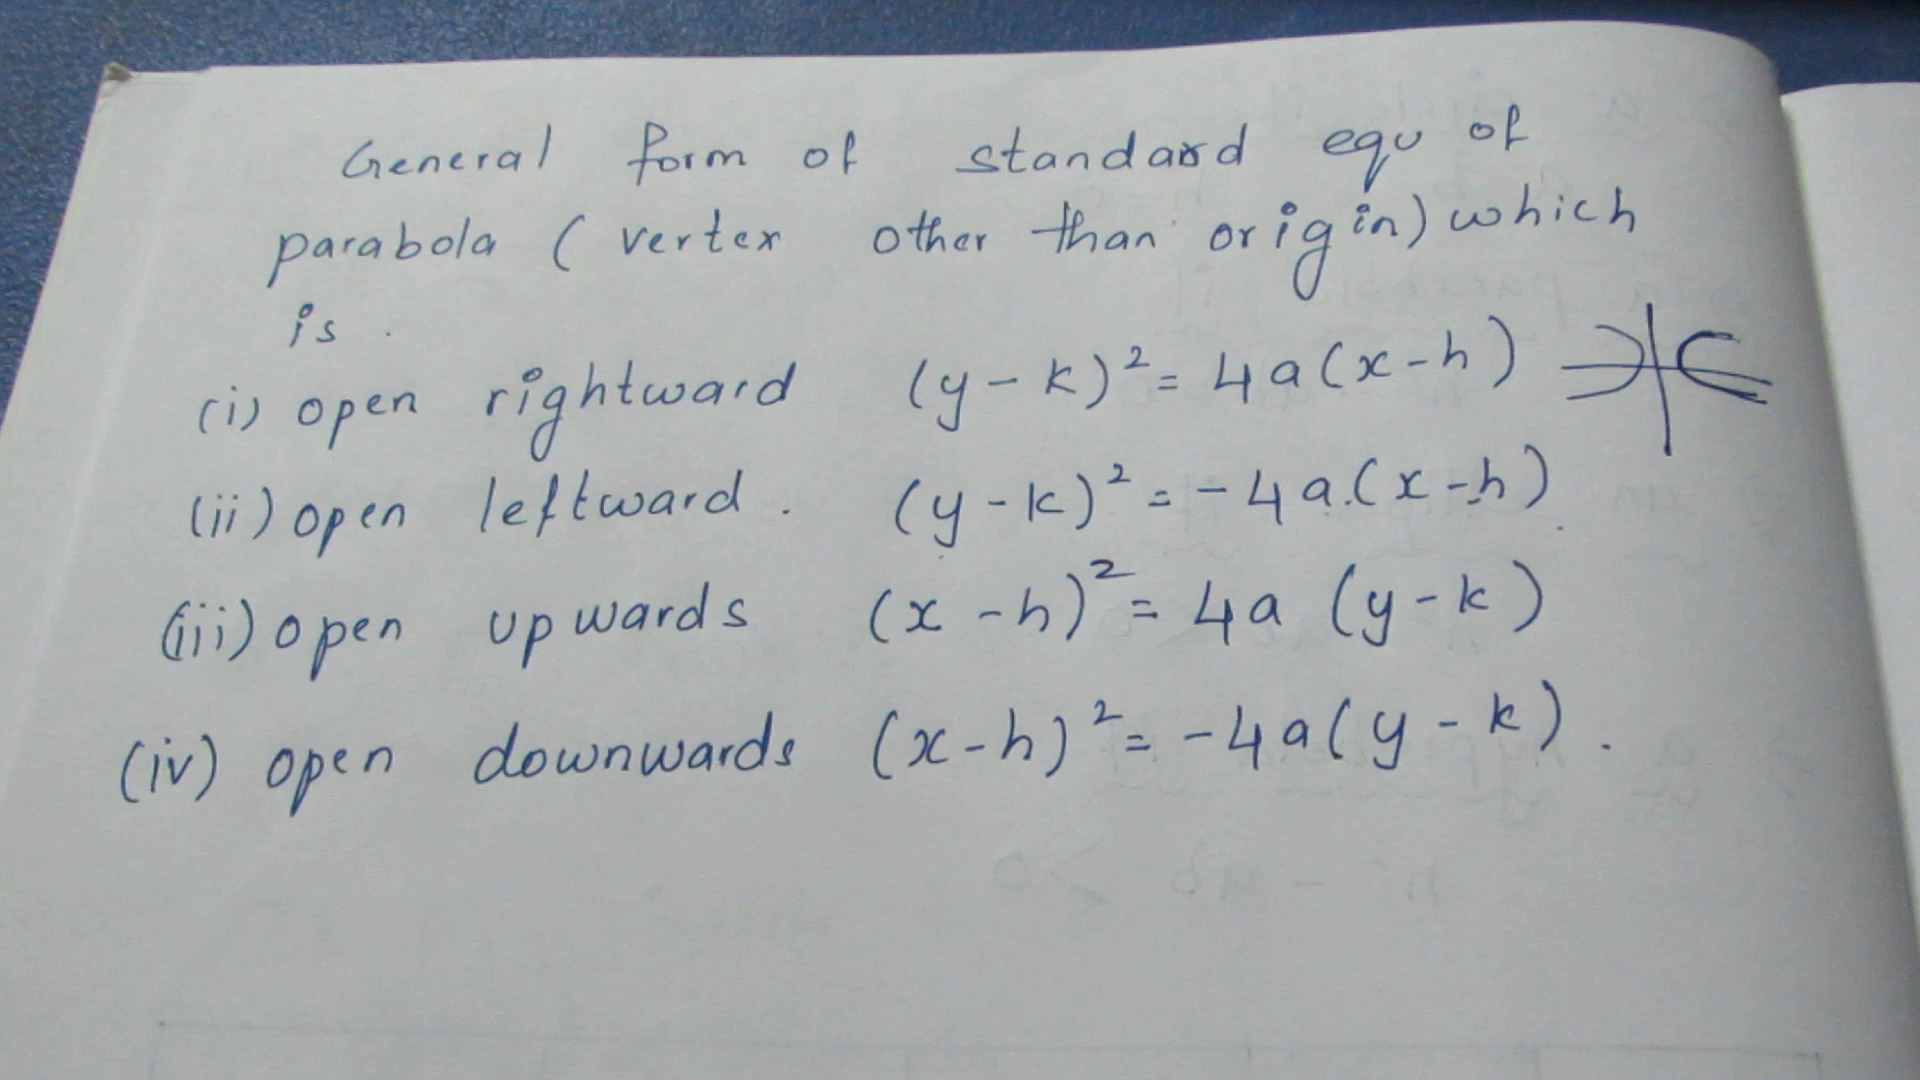 General form of standard equ of
parabola ( vertex other than origin) which
is .
(i) open rightward (y - k)² = 4a(x-h)
(ii) open leftward . (y - k)² = -4a.(x-h)
(iii) open upwards (x - h)² = 4a (y - k)
(iv) open downwards (x - h)² = -4a(y - k) .